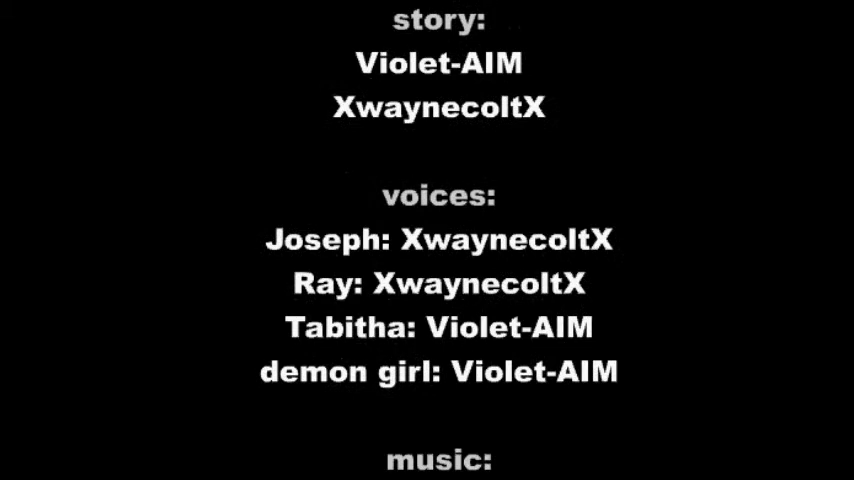 story:
Violet-AIM
XwaynecoltX
voices:
Joseph: XwaynecoltX
Ray: XwaynecoltX
Tabitha: Violet-AIM
demon girl: Violet-AIM
music: